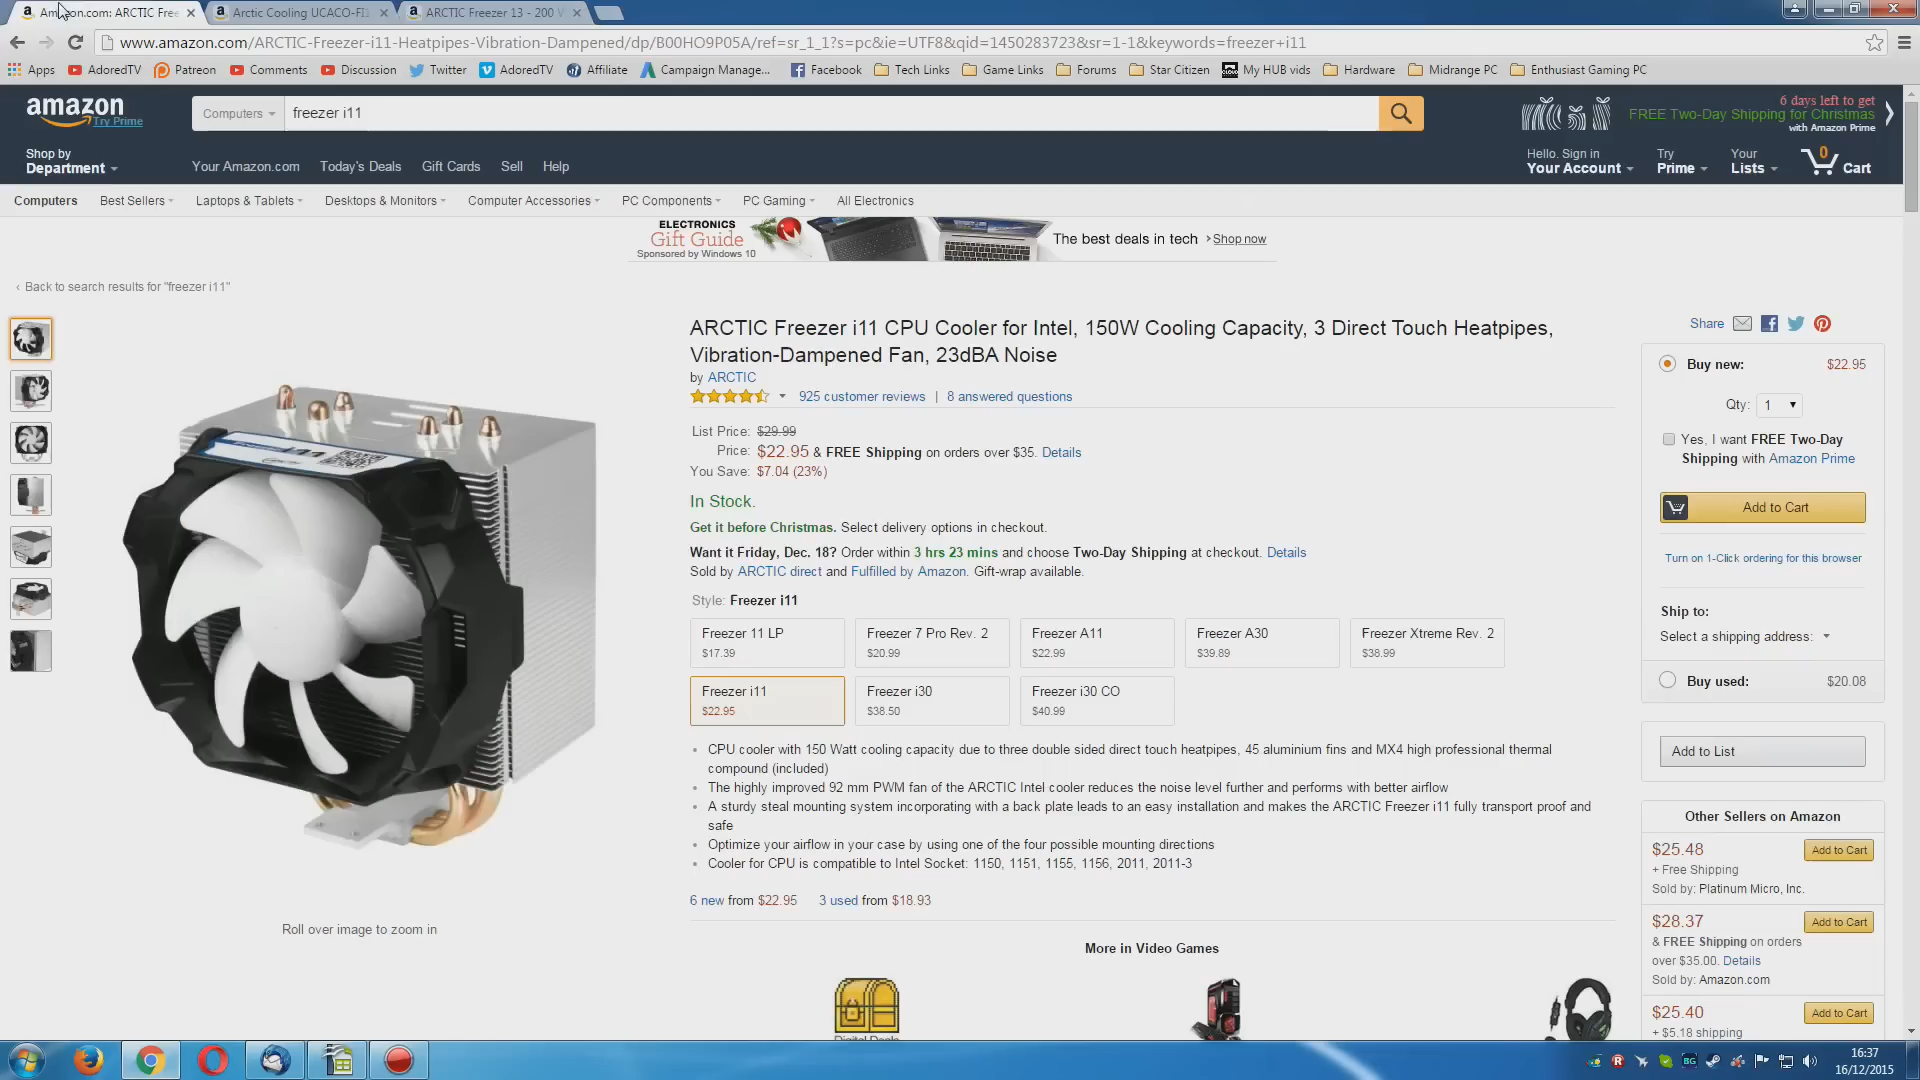 Amazon.com: ARCTIC Free
Arctic Cooling UCACO-FI
ARCTIC Freezer 13 - 200
www.amazon.com/ARCTIC-Freezer-i11-Heatpipes-Vibration-Dampened/dp/B00HO9P05A/ref=sr_1_1?s=pc&ie=UTF8&qid=1450283723&sr=1-1&keywords=freezer+i11
Apps AdoredTV Patreon Comments Discussion Twitter AdoredTV Affiliate Campaign Manage... Facebook Tech Links Game Links Forums Star Citizen My HUB vids Hardware Midrange PC Enthusiast Gaming PC
amazon
Try Prime
Computers freezer i11
6 days left to get
FREE Two-Day Shipping for Christmas
with Amazon Prime
Shop by
Department
Your Amazon.com Today's Deals Gift Cards Sell Help
Hello. Sign in
Your Account
Try
Prime
Your
Lists
0
Cart
Computers Best Sellers Laptops & Tablets Desktops & Monitors Computer Accessories PC Components PC Gaming All Electronics
ELECTRONICS
Gift Guide
Sponsored by Windows 10
The best deals in tech › Shop now
‹ Back to search results for "freezer i11"
ARCTIC Freezer i11 CPU Cooler for Intel, 150W Cooling Capacity, 3 Direct Touch Heatpipes,
Vibration-Dampened Fan, 23dBA Noise
by ARCTIC
925 customer reviews | 8 answered questions
List Price: $29.99
Price: $22.95 & FREE Shipping on orders over $35. Details
You Save: $7.04 (23%)
In Stock.
Get it before Christmas. Select delivery options in checkout.
Want it Friday, Dec. 18? Order within 3 hrs 23 mins and choose Two-Day Shipping at checkout. Details
Sold by ARCTIC direct and Fulfilled by Amazon. Gift-wrap available.
Style: Freezer i11
Freezer 11 LP
$17.39
Freezer 7 Pro Rev. 2
$20.99
Freezer A11
$22.99
Freezer A30
$39.89
Freezer Xtreme Rev. 2
$38.99
Freezer i11
$22.95
Freezer i30
$38.50
Freezer i30 CO
$40.99
• CPU cooler with 150 Watt cooling capacity due to three double sided direct touch heatpipes, 45 aluminium fins and MX4 high professional thermal
compound (included)
• The highly improved 92 mm PWM fan of the ARCTIC Intel cooler reduces the noise level further and performs with better airflow
• A sturdy steal mounting system incorporating with a back plate leads to an easy installation and makes the ARCTIC Freezer i11 fully transport proof and
safe
• Optimize your airflow in your case by using one of the four possible mounting directions
• Cooler for CPU is compatible to Intel Socket: 1150, 1151, 1155, 1156, 2011, 2011-3
6 new from $22.95 3 used from $18.93
Roll over image to zoom in
More in Video Games
Digital Deals
Share
Buy new: $22.95
Qty: 1
Yes, I want FREE Two-Day
Shipping with Amazon Prime
Add to Cart
Turn on 1-Click ordering for this browser
Ship to:
Select a shipping address:
Buy used: $20.08
Add to List
Other Sellers on Amazon
$25.48 Add to Cart
+ Free Shipping
Sold by: Platinum Micro, Inc.
$28.37 Add to Cart
& FREE Shipping on orders
over $35.00. Details
Sold by: Amazon.com
$25.40 Add to Cart
+ $5.18 shipping
16:37
16/12/2015